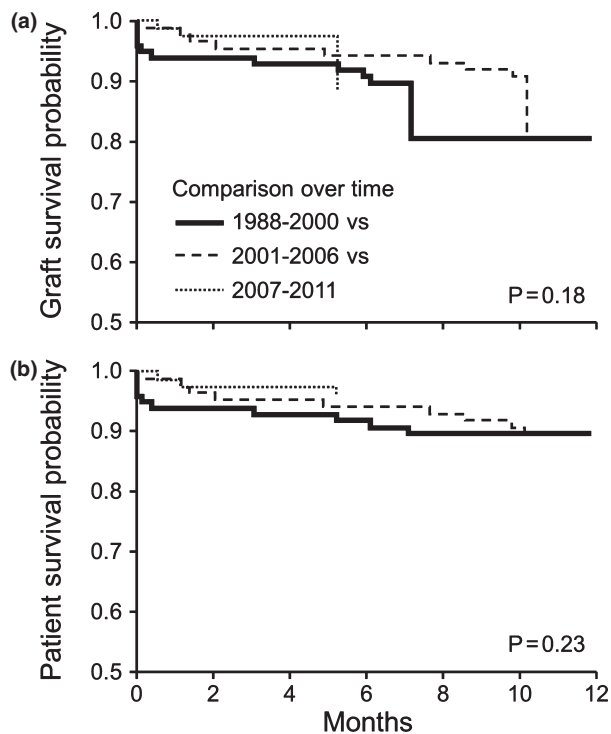 (a)
Graft survival probability
1.0
0.9
0.8
0.7
0.6
0.5
Comparison over time
1988-2000 vs
2001-2006 vs
2007-2011
P=0.18
(b)
Patient survival probability
1.0
0.9
0.8
0.7
0.6
0.5
P=0.23
0 2 4 6 8 10 12
Months